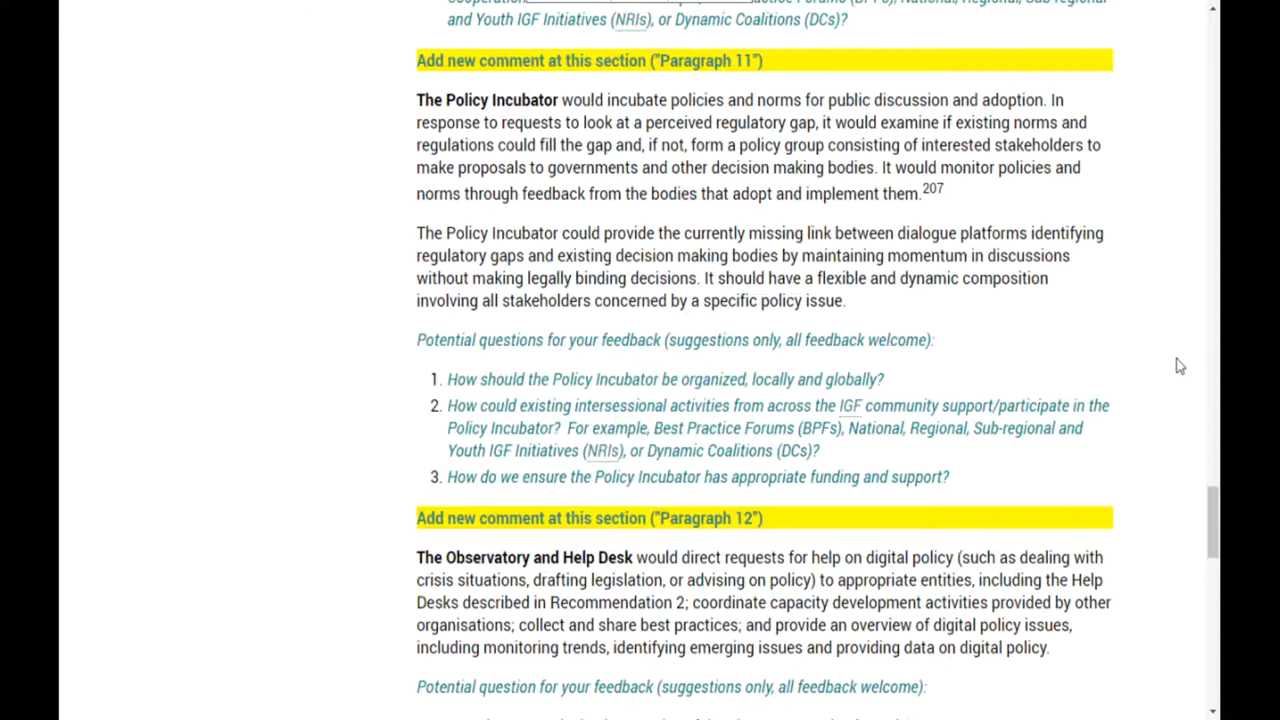 and Youth IGF Initiatives (NRIs), or Dynamic Coalitions (DCs)?
Add new comment at this section ("Paragraph 11")
The Policy Incubator would incubate policies and norms for public discussion and adoption. In
response to requests to look at a perceived regulatory gap, it would examine if existing norms and
regulations could fill the gap and, if not, form a policy group consisting of interested stakeholders to
make proposals to governments and other decision making bodies. It would monitor policies and
norms through feedback from the bodies that adopt and implement them.207
The Policy Incubator could provide the currently missing link between dialogue platforms identifying
regulatory gaps and existing decision making bodies by maintaining momentum in discussions
without making legally binding decisions. It should have a flexible and dynamic composition
involving all stakeholders concerned by a specific policy issue.
Potential questions for your feedback (suggestions only, all feedback welcome):
1. How should the Policy Incubator be organized, locally and globally?
2. How could existing intersessional activities from across the IGF community support/participate in the
Policy Incubator? For example, Best Practice Forums (BPFs), National, Regional, Sub-regional and
Youth IGF Initiatives (NRIs), or Dynamic Coalitions (DCs)?
3. How do we ensure the Policy Incubator has appropriate funding and support?
Add new comment at this section ("Paragraph 12")
The Observatory and Help Desk would direct requests for help on digital policy (such as dealing with
crisis situations, drafting legislation, or advising on policy) to appropriate entities, including the Help
Desks described in Recommendation 2; coordinate capacity development activities provided by other
organisations; collect and share best practices; and provide an overview of digital policy issues,
including monitoring trends, identifying emerging issues and providing data on digital policy.
Potential question for your feedback (suggestions only, all feedback welcome):